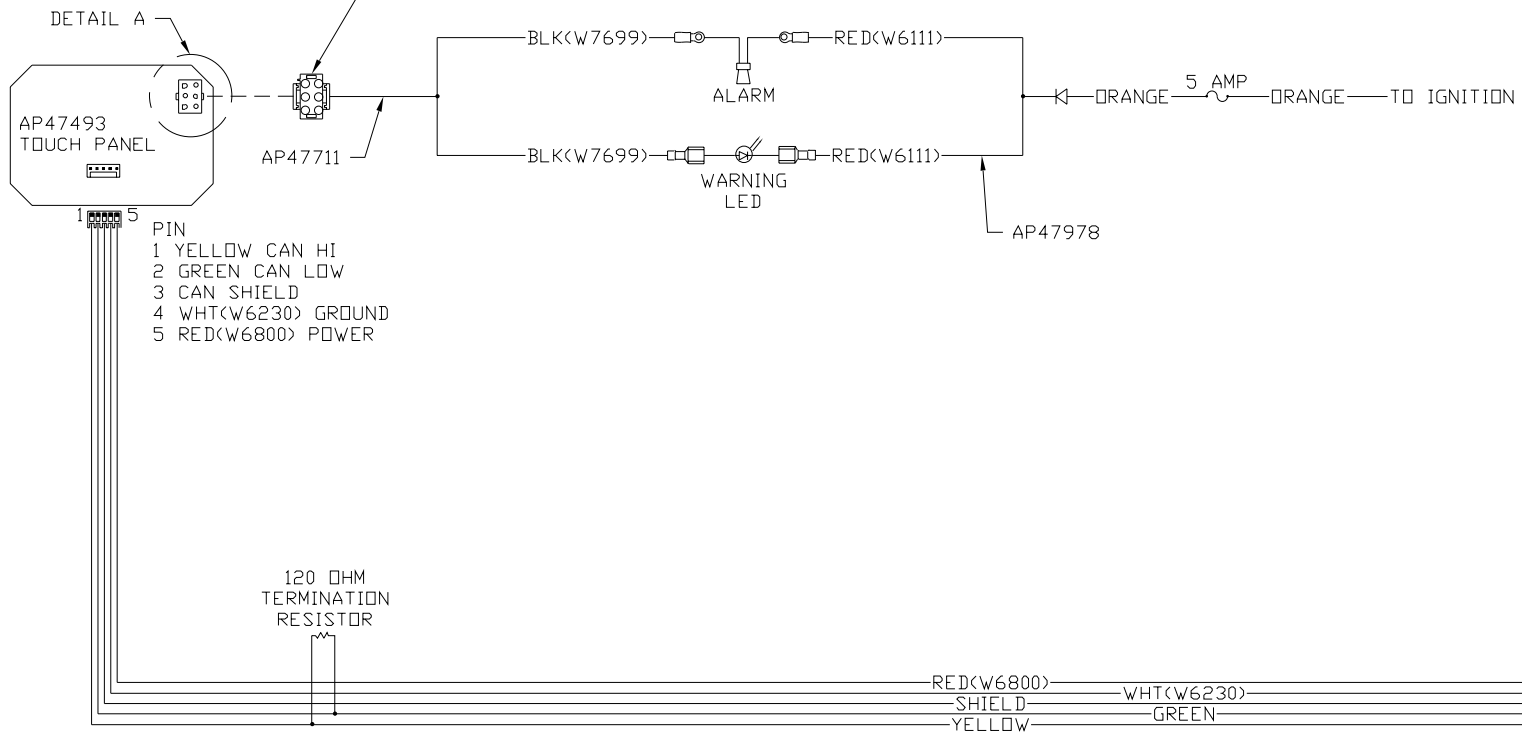 DETAIL A
BLK(W7699)
RED(W6111)
ALARM
ORANGE
5 AMP
ORANGE
TO IGNITION
AP47493
TOUCH PANEL
AP47711
BLK(W7699)
RED(W6111)
WARNING
LED
AP47978
1
5
PIN
1 YELLOW CAN HI
2 GREEN CAN LOW
3 CAN SHIELD
4 WHT(W6230) GROUND
5 RED(W6800) POWER
120 OHM
TERMINATION
RESISTOR
RED(W6800)
WHT(W6230)
SHIELD
GREEN
YELLOW